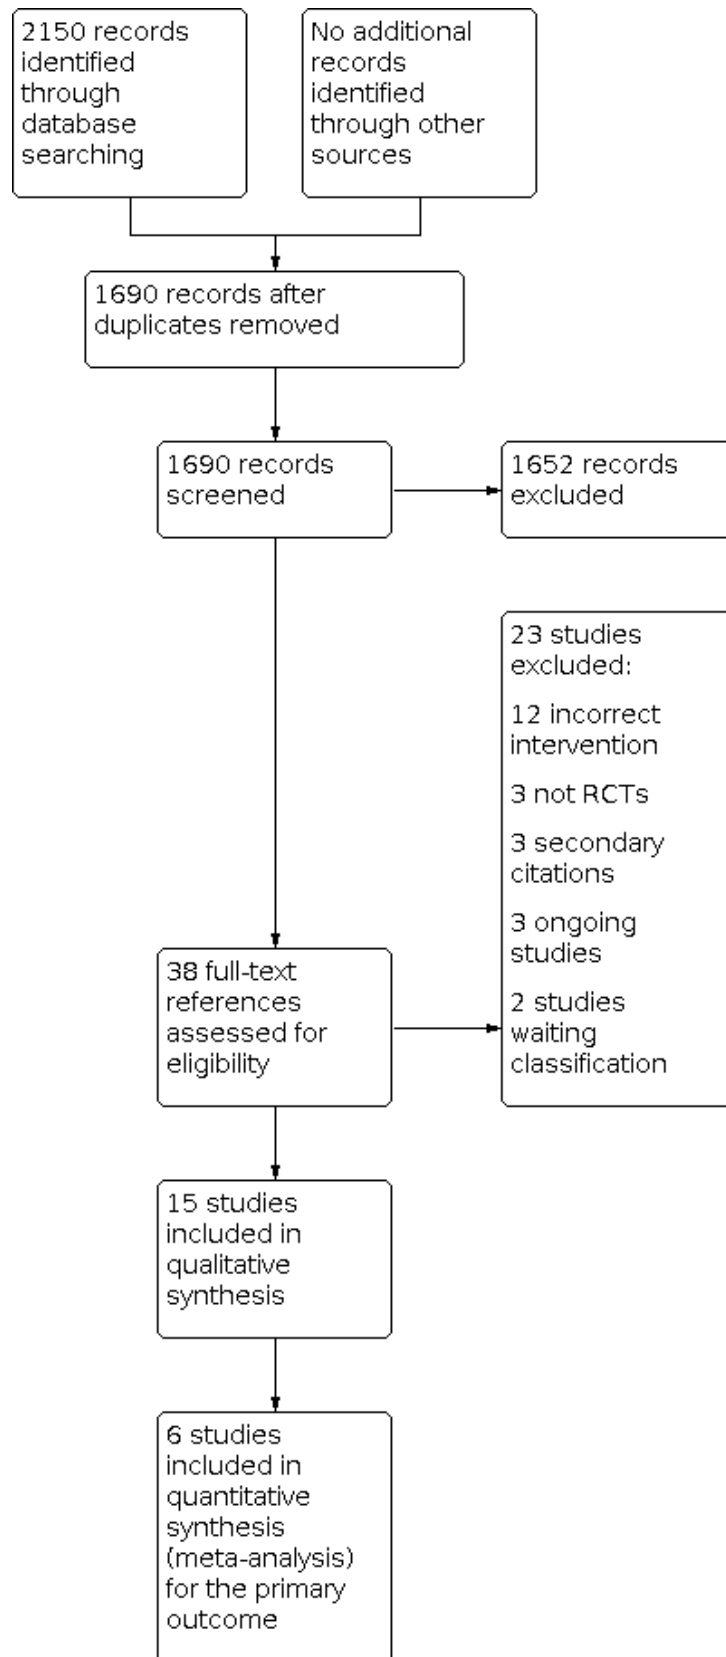 2150 records
identified
through
database
searching
No additional
records
identified
through other
sources
1690 records after
duplicates removed
1690 records
screened
1652 records
excluded
23 studies
excluded:
12 incorrect
intervention
3 not RCTs
3 secondary
citations
3 ongoing
studies
2 studies
waiting
classification
38 full-text
references
assessed for
eligibility
15 studies
included in
qualitative
synthesis
6 studies
included in
quantitative
synthesis
(meta-analysis)
for the primary
outcome